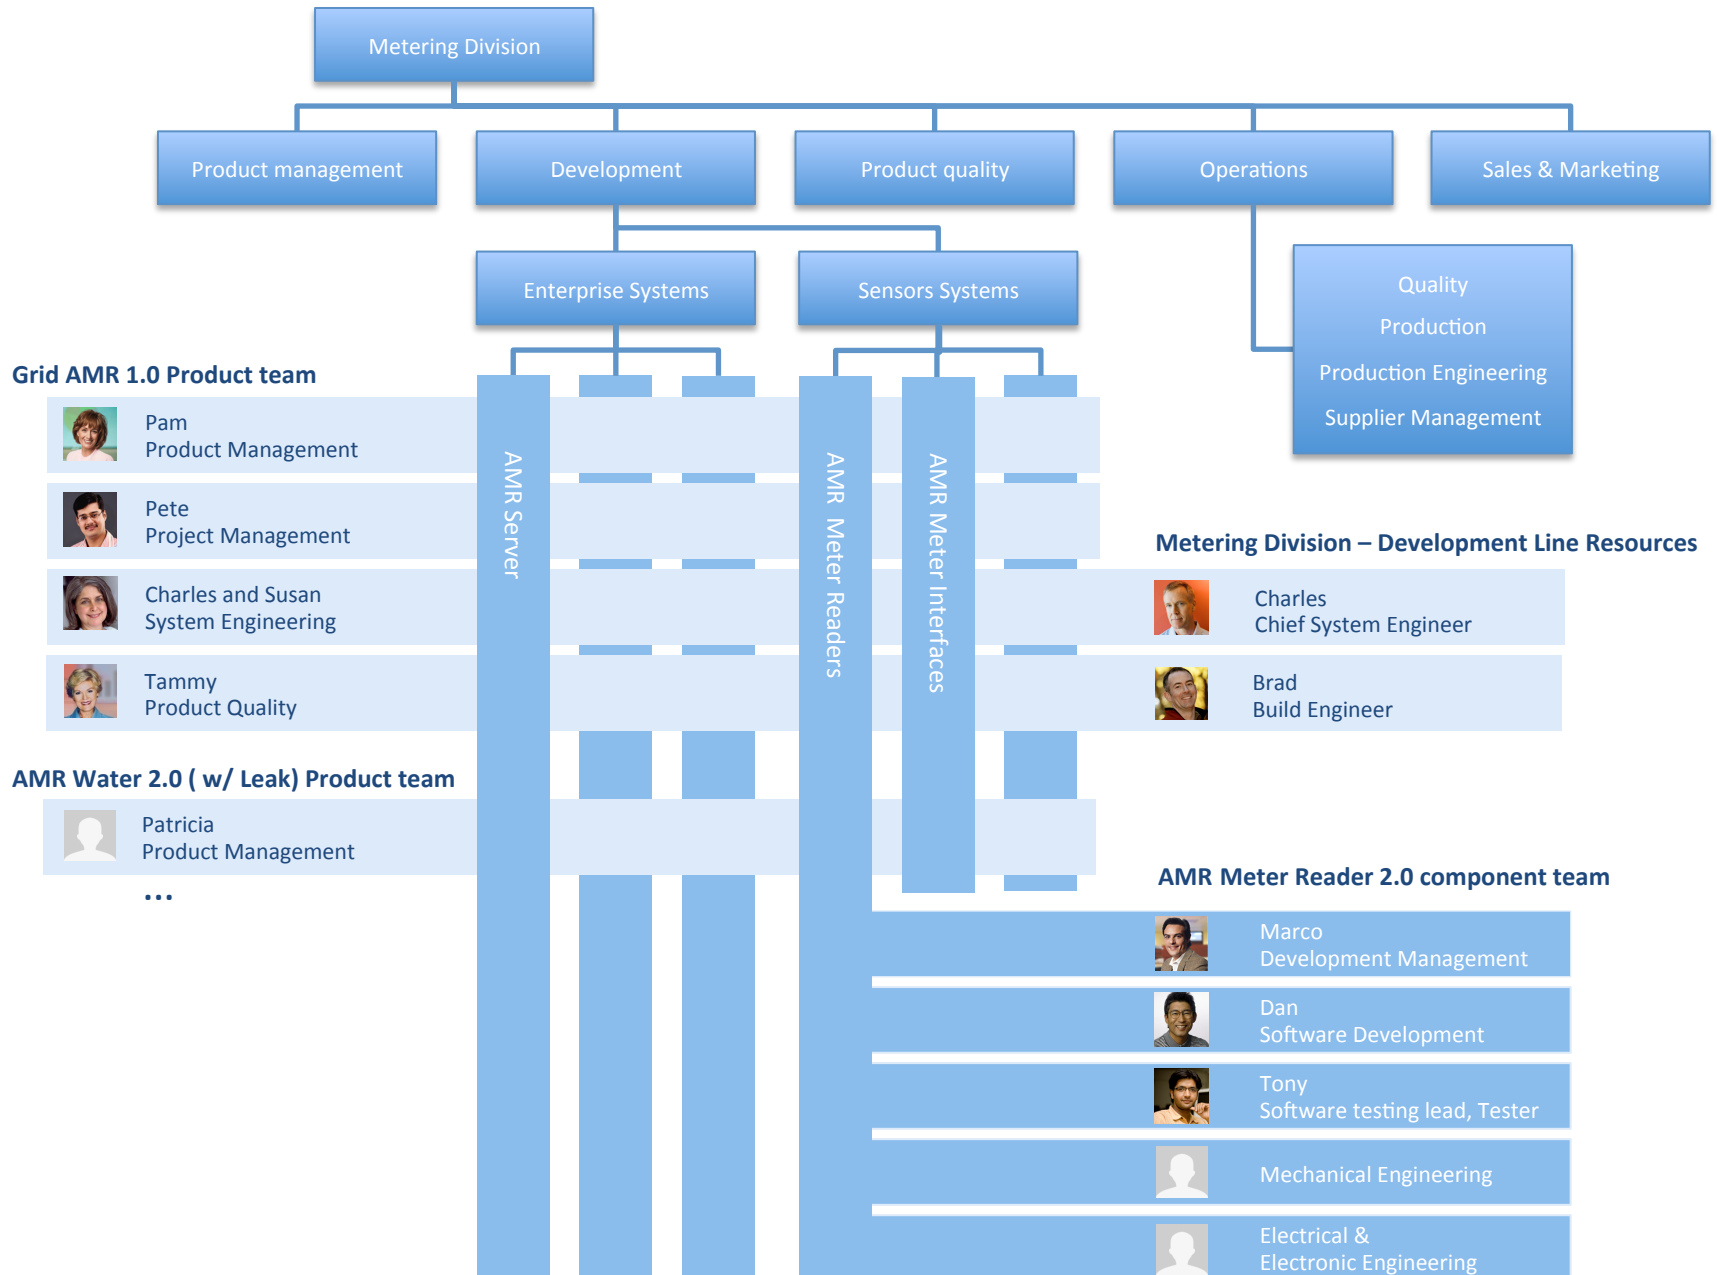 Metering Division
Product management
Development
Product quality
Operations
Sales & Marketing
Enterprise Systems
Sensors Systems
Quality
Production
Production Engineering
Supplier Management
Grid AMR 1.0 Product team
Pam
Product Management
Pete
Project Management
Charles and Susan
System Engineering
Tammy
Product Quality
AMR Server
AMR Meter Readers
AMR Meter Interfaces
Metering Division – Development Line Resources
Charles
Chief System Engineer
Brad
Build Engineer
AMR Water 2.0 ( w/ Leak) Product team
Patricia
Product Management
...
AMR Meter Reader 2.0 component team
Marco
Development Management
Dan
Software Development
Tony
Software testing lead, Tester
Mechanical Engineering
Electrical &
Electronic Engineering